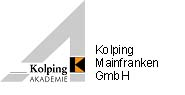 Kolping
AKADEMIE
Kolping
Mainfranken
GmbH